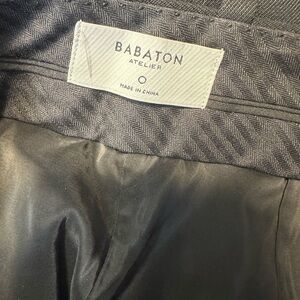 BABATON
ATELIER
0
MADE IN CHINA